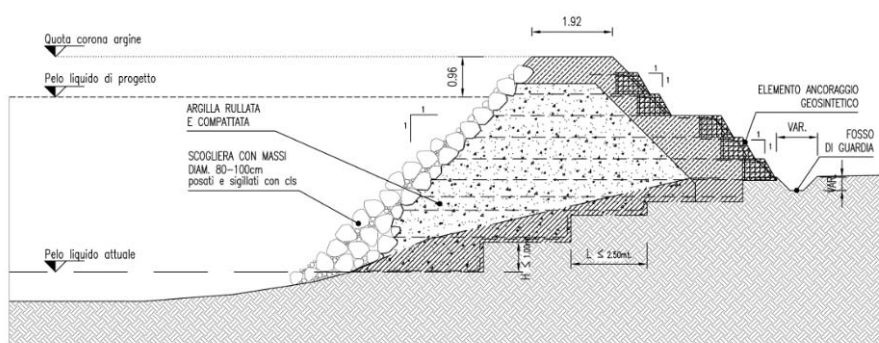 1.92
Quota corona argine
Pelo liquido di progetto
0.96
1
1
ELEMENTO ANCORAGGIO
GEOSINTETICO
ARGILLA RULLATA
E COMPATTATA
1
1
VAR.
1
1
FOSSO
DI GUARDIA
SCOGLIERA CON MASSI
DIAM. 80-100cm
posati e sigillati con cls
VAR.
Pelo liquido attuale
H ≤ 1.00mt.
L ≤ 2.50mt.